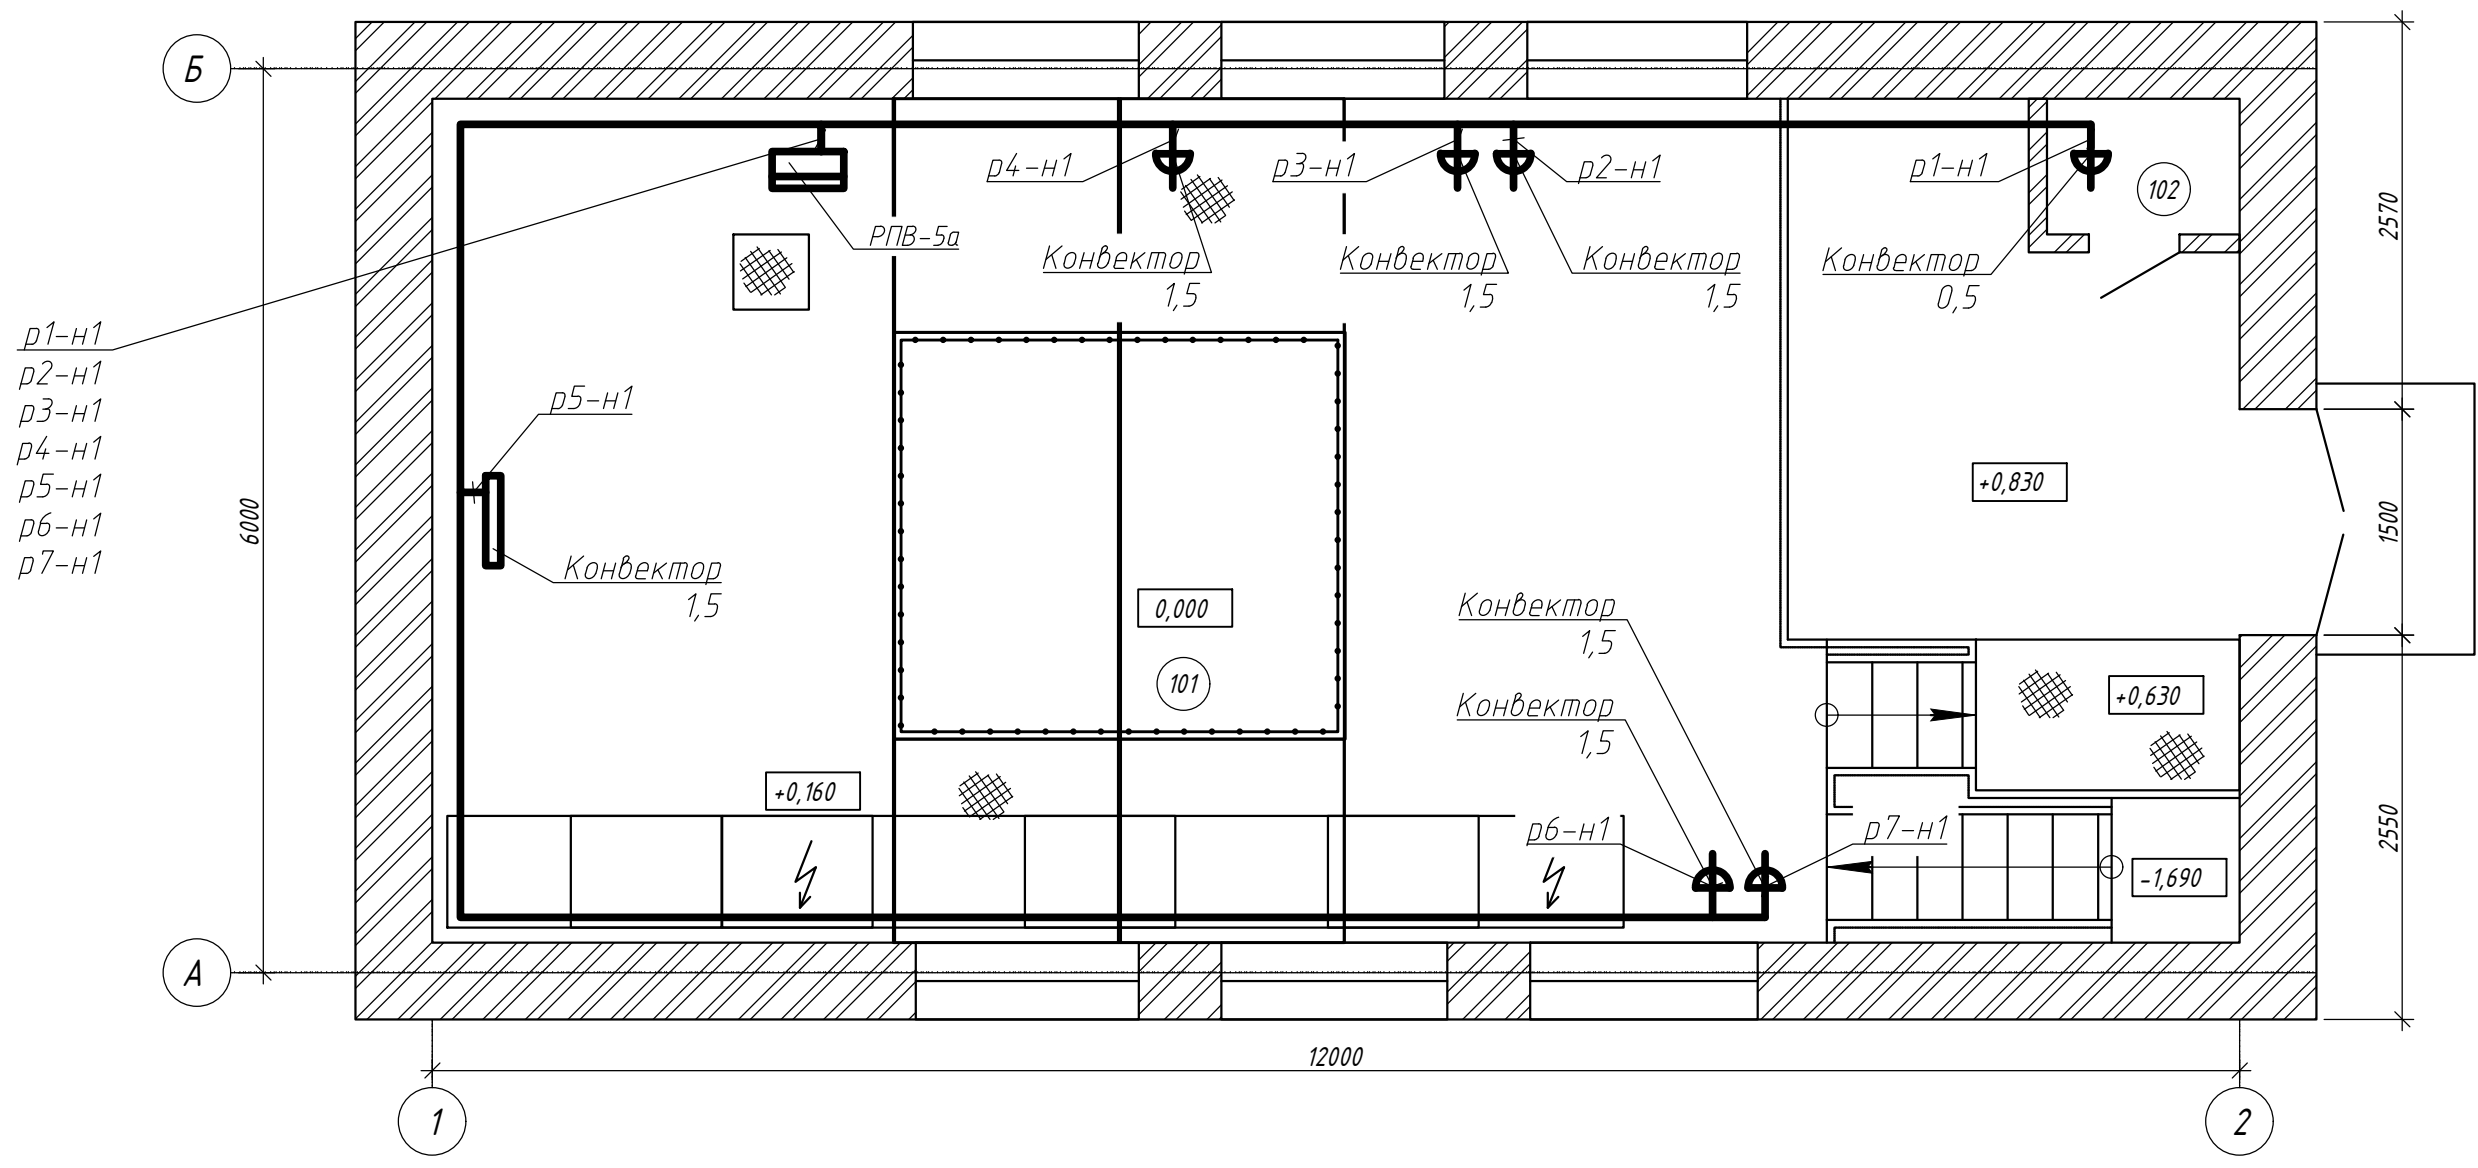 Б
р4-н1
р3-н1
р2-н1
р1-н1
102
2570
РПВ-5а
Конвектор
1,5
Конвектор
1,5
Конвектор
1,5
Конвектор
0,5
р1-н1
р2-н1
р3-н1
р4-н1
р5-н1
р6-н1
р7-н1
р5-н1
6000
+0,830
1500
Конвектор
1,5
0,000
Конвектор
1,5
101
+0,630
Конвектор
1,5
+0,160
р6-н1
р7-н1
2550
-1,690
А
12000
1
2